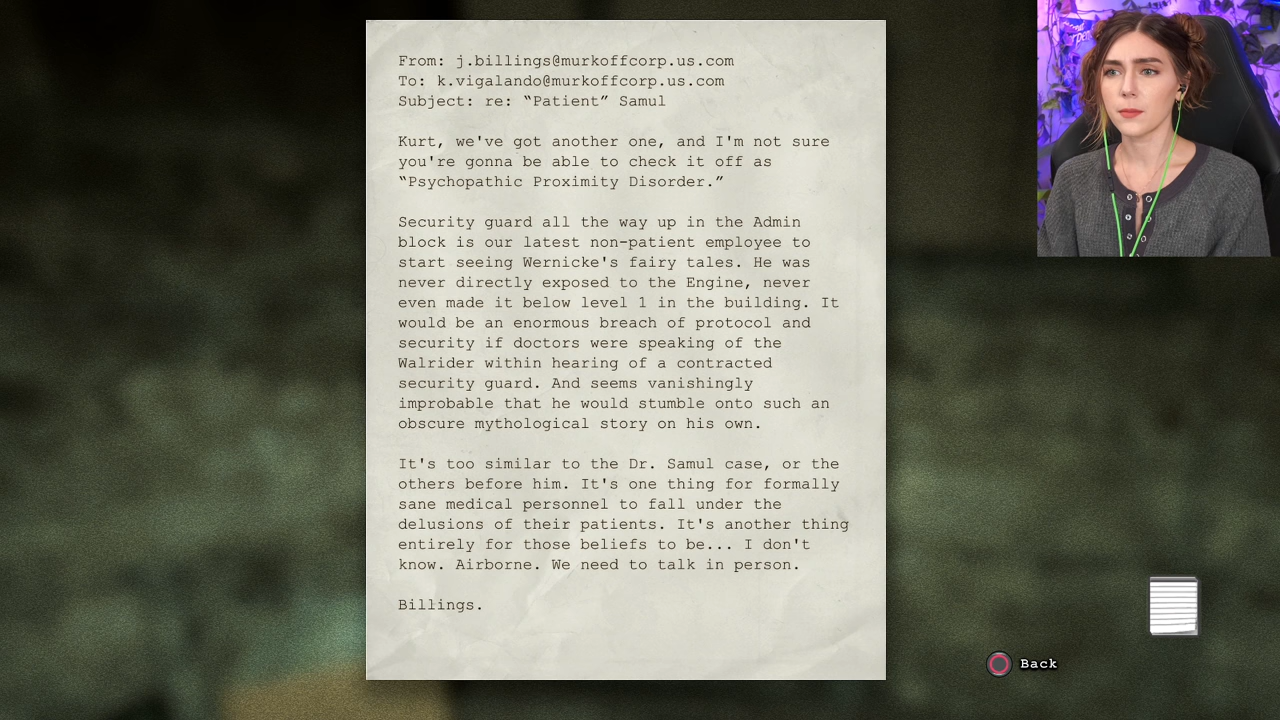 From: j.billings@murkoffcorp.us.com
To: k.vigalando@murkoffcorp.us.com
Subject: re: “Patient” Samul
Kurt, we've got another one, and I'm not sure
you're gonna be able to check it off as
“Psychopathic Proximity Disorder.”
Security guard all the way up in the Admin
block is our latest non-patient employee to
start seeing Wernicke's fairy tales. He was
never directly exposed to the Engine, never
even made it below level 1 in the building. It
would be an enormous breach of protocol and
security if doctors were speaking of the
Walrider within hearing of a contracted
security guard. And seems vanishingly
improbable that he would stumble onto such an
obscure mythological story on his own.
It's too similar to the Dr. Samul case, or the
others before him. It's one thing for formally
sane medical personnel to fall under the
delusions of their patients. It's another thing
entirely for those beliefs to be... I don't
know. Airborne. We need to talk in person.
Billings.
Back